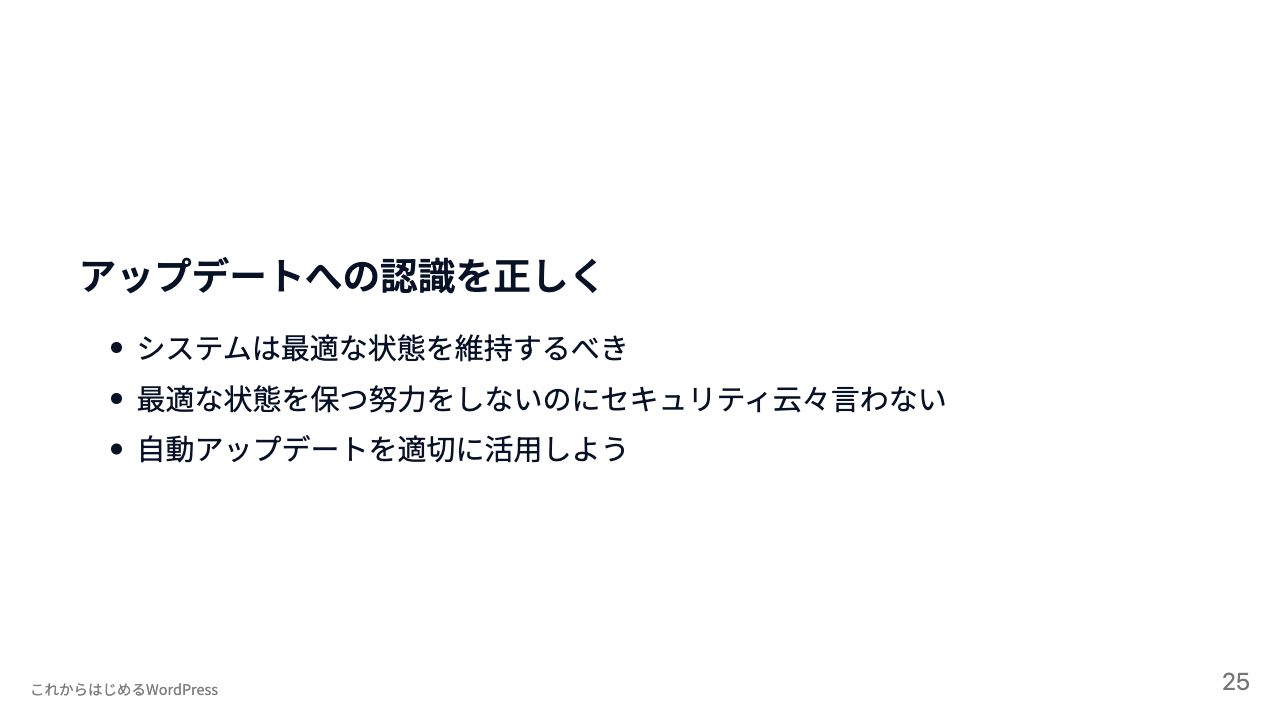 アップデートへの認識を正しく
システムは最適な状態を維持するべき
最適な状態を保つ努力をしないのにセキュリティ云々言わない
自動アップデートを適切に活用しよう
これからはじめるWordPress
25